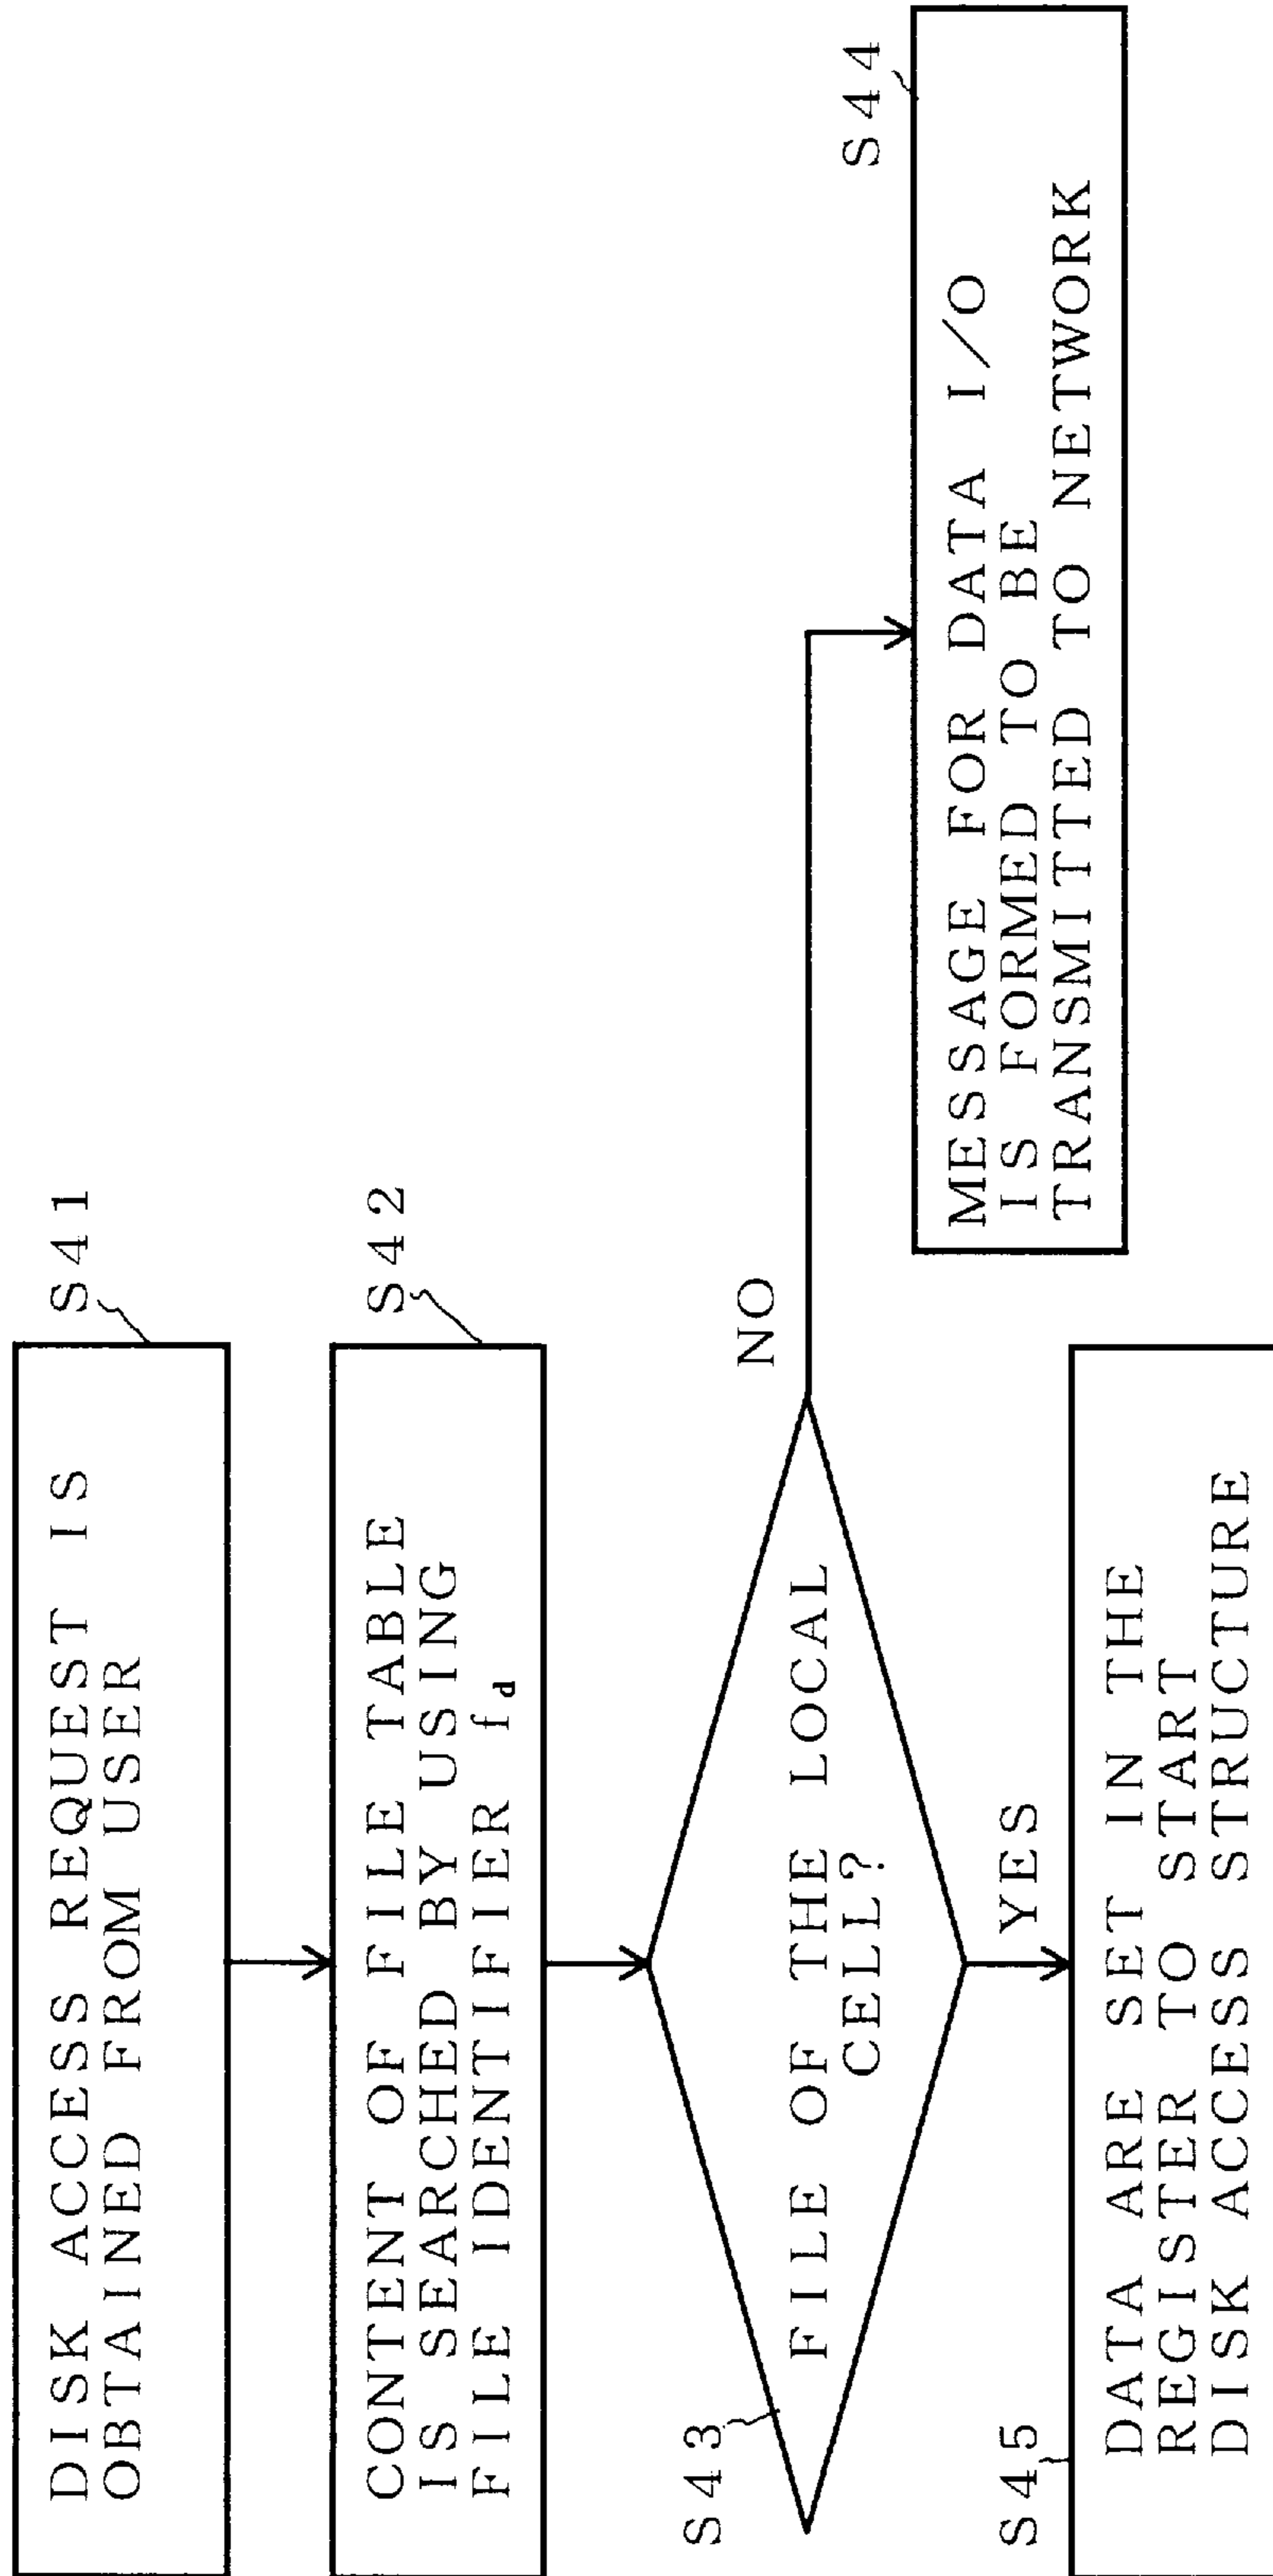 S41
DISK ACCESS REQUEST IS
OBTAINED FROM USER
S42
CONTENT OF FILE TABLE
IS SEARCHED BY USING
FILE IDENTIFIER fd
S43
FILE OF THE LOCAL
CELL?
NO
YES
S44
MESSAGE FOR DATA I/O
IS FORMED TO BE
TRANSMITTED TO NETWORK
S45
DATA ARE SET IN THE
REGISTER TO START
DISK ACCESS STRUCTURE